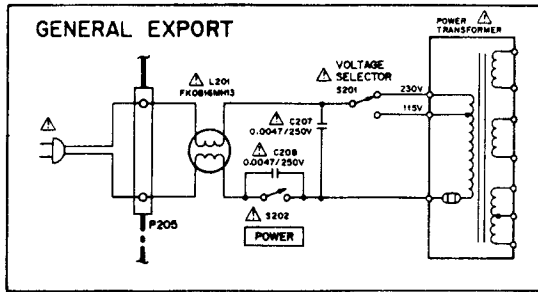 GENERAL EXPORT
POWER
TRANSFORMER
VOLTAGE
SELECTOR
L201
FK0B16MH13
S201
230V
115V
C207
0.0047/250V
C208
0.0047/250V
S202
P205
POWER